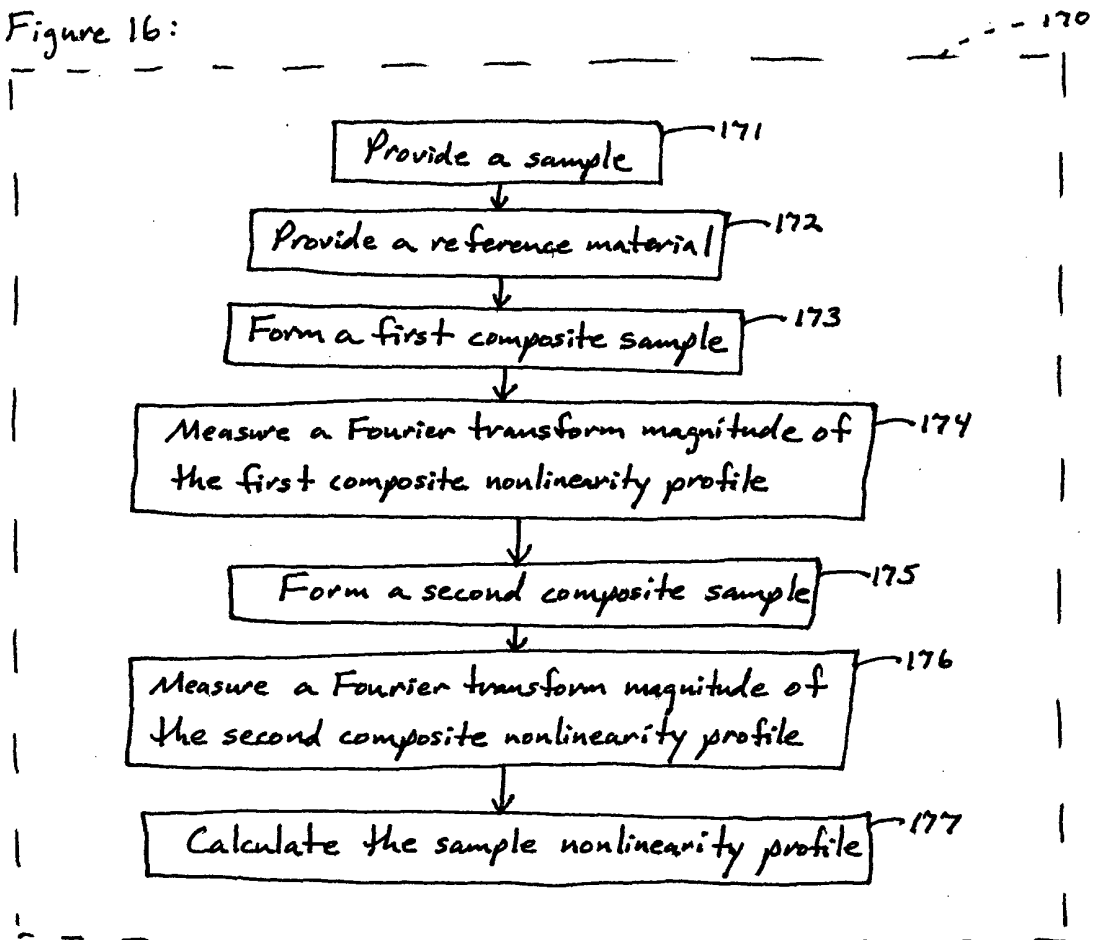 Figure 16:
170
Provide a sample
171
Provide a reference material
172
Form a first composite sample
173
Measure a Fourier transform magnitude of
the first composite nonlinearity profile
174
Form a second composite sample
175
Measure a Fourier transform magnitude of
the second composite nonlinearity profile
176
Calculate the sample nonlinearity profile
177